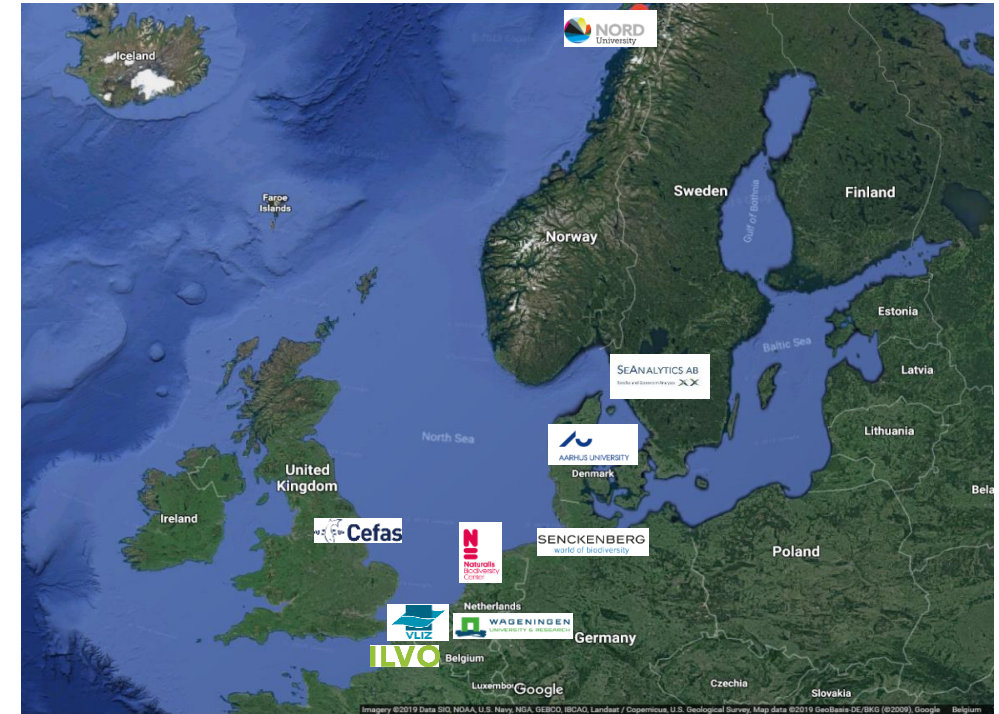 NORD
University
Iceland
Sweden
Finland
Gulf of Bothnia
Faroe
Islands
Norway
Estonia
Baltic Sea
SEANALYTICS AB
Latvia
North Sea
AARHUS UNIVERSITY
Lithuania
Denmark
United
Kingdom
Bela
Ireland
Cefas
SENCKENBERG
world of biodiversity
Naturalis
Biodiversity
Center
Poland
Netherlands
VLIZ
WAGENINGEN
UNIVERSITY & RESEARCH
Germany
ILVO
Belgium
Luxembou
Google
Czechia
Slovakia
Imagery ©2019 Data SIO, NOAA, U.S. Navy, NGA, GEBCO, IBCAO, Landsat / Copernicus, U.S. Geological Survey, Map data ©2019 GeoBasis-DE/BKG (©2009), Google Belgium